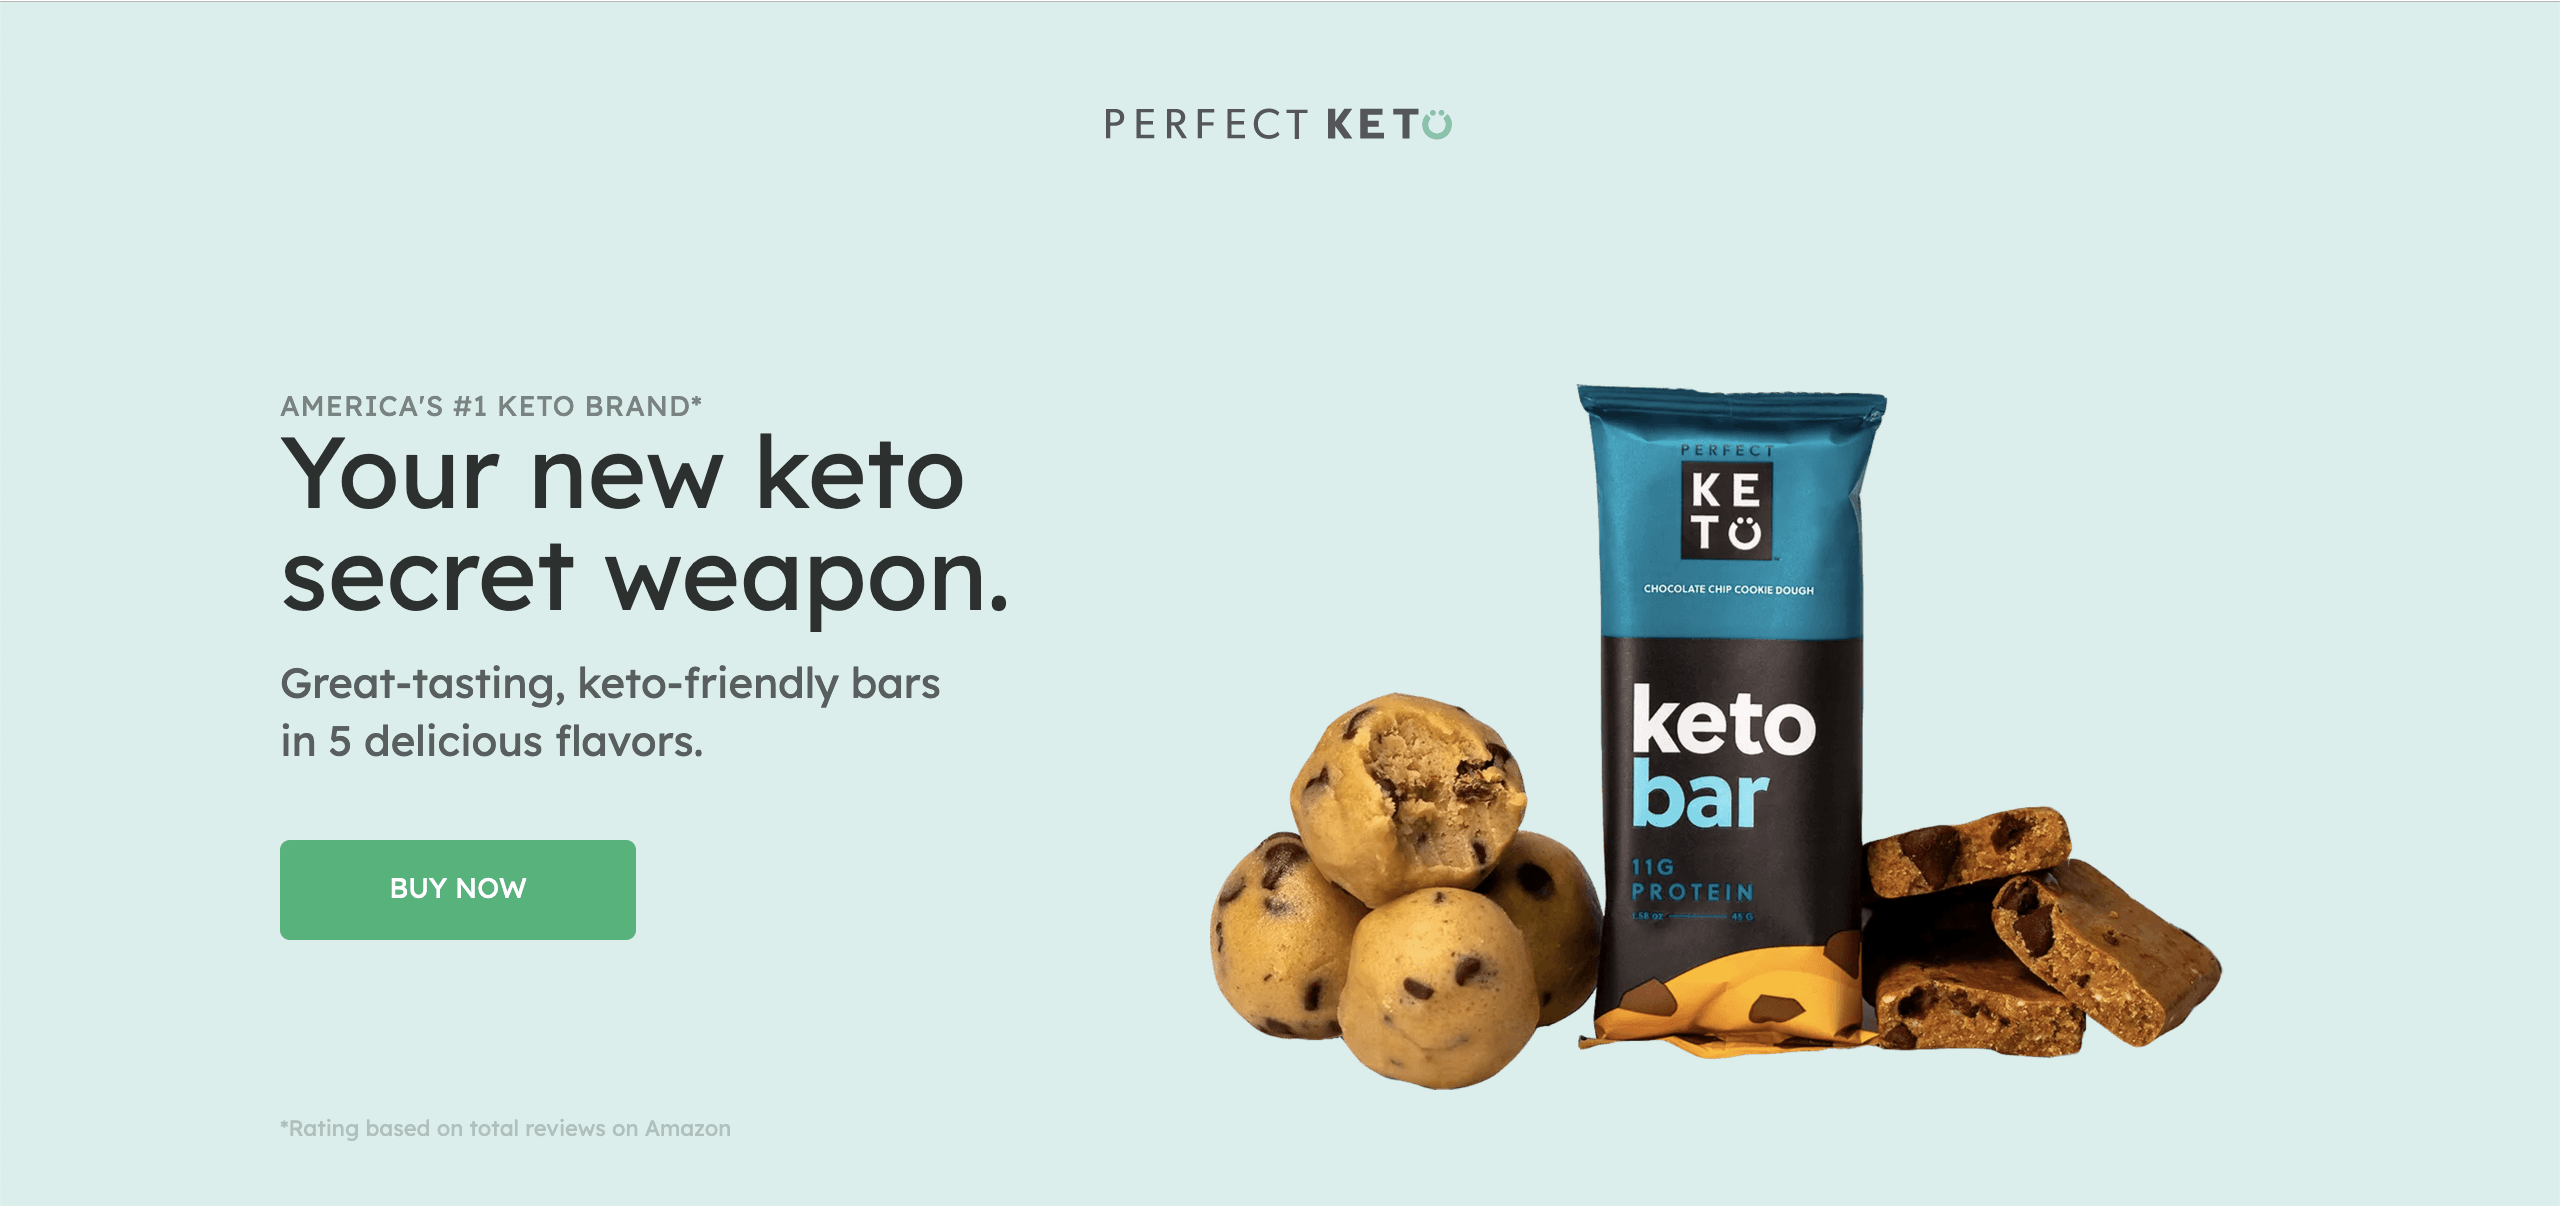 PERFECT KETO
AMERICA'S #1 KETO BRAND*
Your new keto
secret weapon.
Great-tasting, keto-friendly bars
in 5 delicious flavors.
BUY NOW
*Rating based on total reviews on Amazon
PERFECT
KE
TO
CHOCOLATE CHIP COOKIE DOUGH
keto
bar
11G
PROTEIN
1.58 oz 45 G